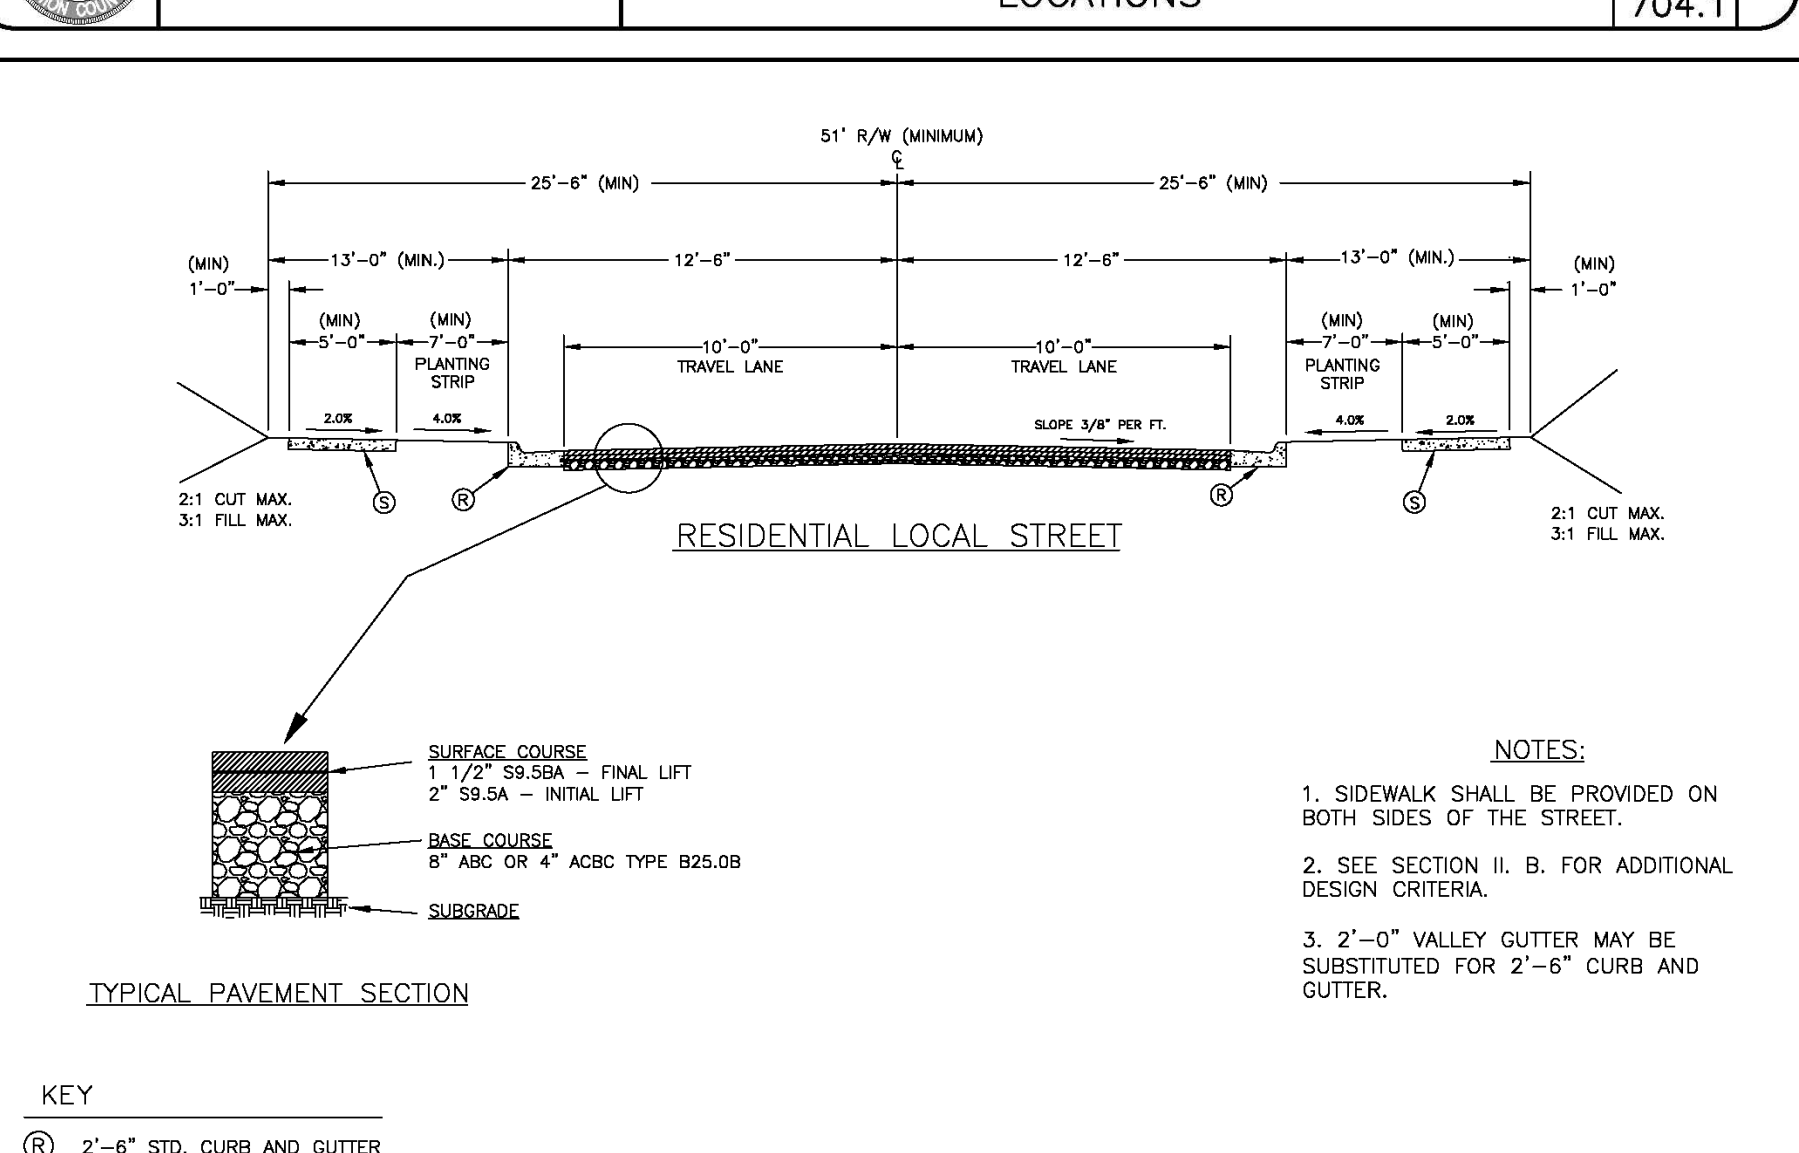 ION COUN
LOCATIONS
704.1
51' R/W (MINIMUM)
℄
25'-6" (MIN)
25'-6" (MIN)
(MIN)
1'-0"
13'-0" (MIN.)
12'-6"
12'-6"
13'-0" (MIN.)
(MIN)
1'-0"
(MIN)
5'-0"
(MIN)
7'-0"
PLANTING
STRIP
10'-0"
TRAVEL LANE
10'-0"
TRAVEL LANE
(MIN)
7'-0"
PLANTING
STRIP
(MIN)
5'-0"
2.0%
4.0%
SLOPE 3/8" PER FT.
4.0%
2.0%
2:1 CUT MAX.
3:1 FILL MAX.
S
R
R
S
2:1 CUT MAX.
3:1 FILL MAX.
RESIDENTIAL LOCAL STREET
SURFACE COURSE
1 1/2" S9.5BA - FINAL LIFT
2" S9.5A - INITIAL LIFT
BASE COURSE
8" ABC OR 4" ACBC TYPE B25.0B
SUBGRADE
TYPICAL PAVEMENT SECTION
NOTES:
1. SIDEWALK SHALL BE PROVIDED ON
BOTH SIDES OF THE STREET.
2. SEE SECTION II. B. FOR ADDITIONAL
DESIGN CRITERIA.
3. 2'-0" VALLEY GUTTER MAY BE
SUBSTITUTED FOR 2'-6" CURB AND
GUTTER.
KEY
R 2'-6" STD. CURB AND GUTTER